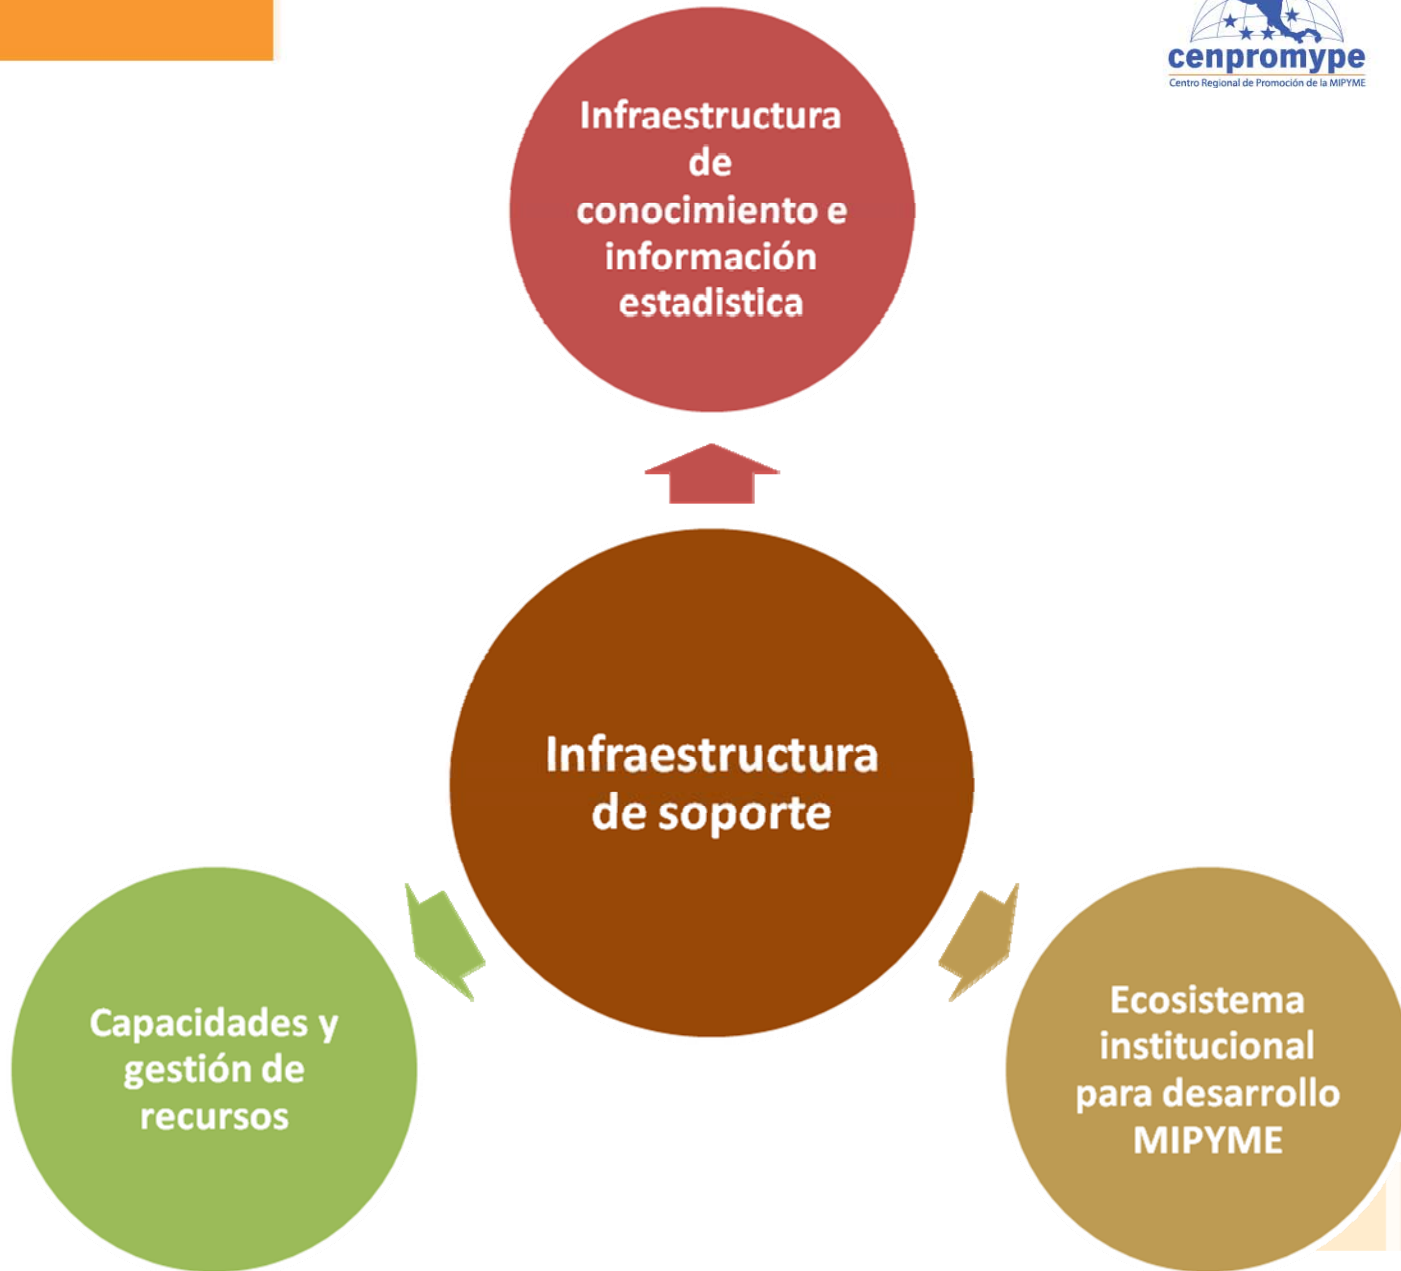 cenpromype
Centro Regional de Promoción de la MIPYME
Infraestructura
de
conocimiento e
información
estadistica
Infraestructura
de soporte
Capacidades y
gestión de
recursos
Ecosistema
institucional
para desarrollo
MIPYME